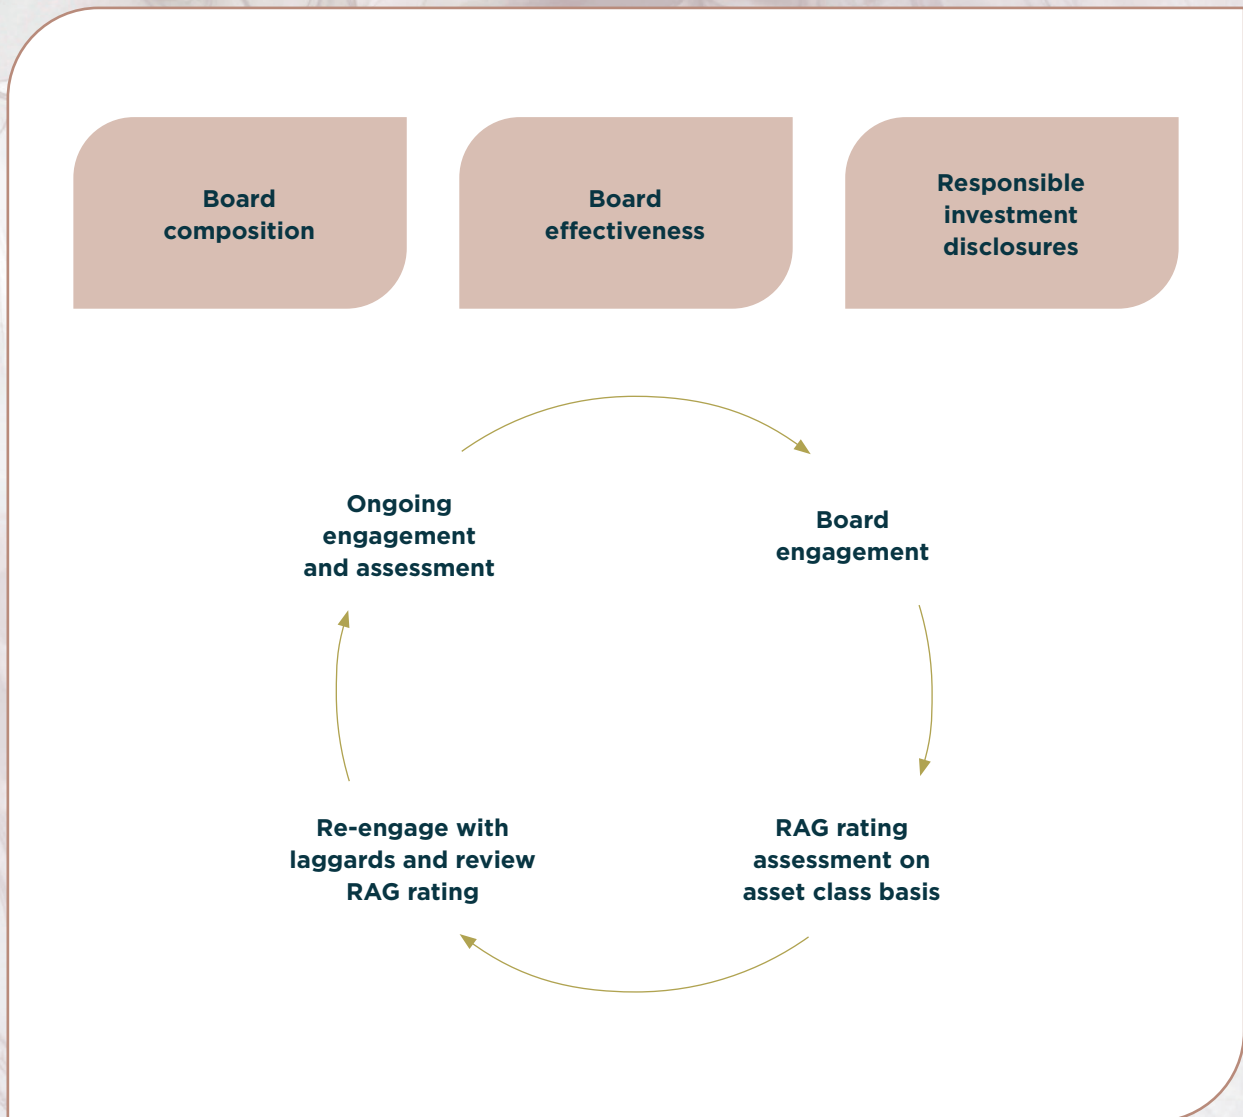 Board
composition
Board
effectiveness
Responsible
investment
disclosures
Ongoing
engagement
and assessment
Board
engagement
Re-engage with
laggards and review
RAG rating
RAG rating
assessment on
asset class basis